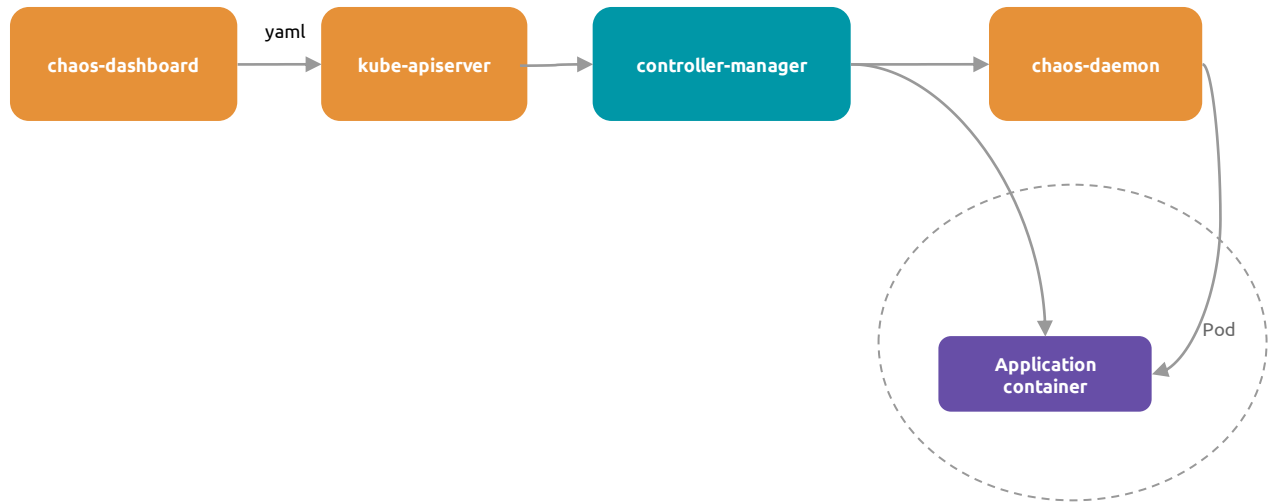 yaml
chaos-dashboard
kube-apiserver
controller-manager
chaos-daemon
Pod
Application
container